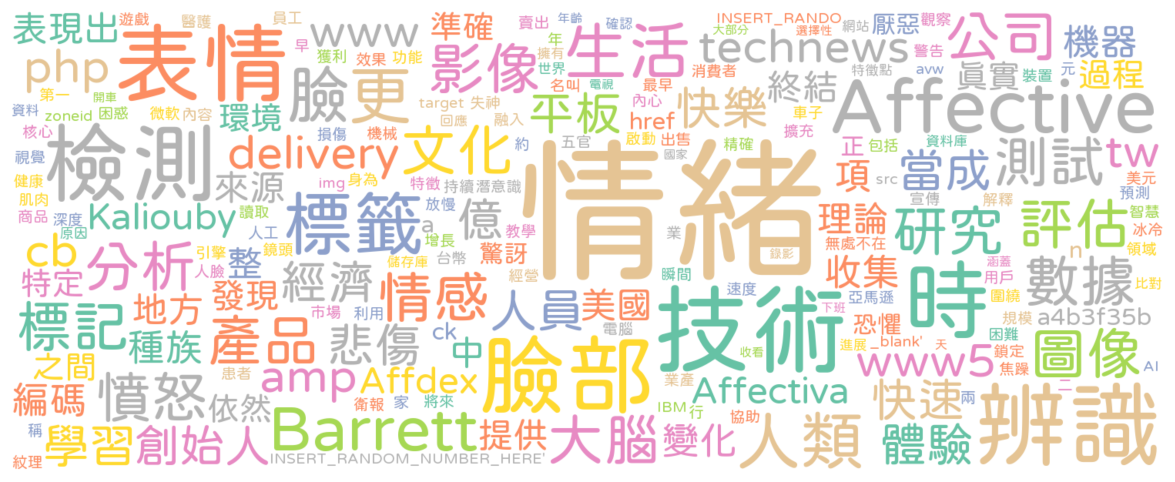 表現出
遊戲
醫護
員工
準確
賣出
年齡
確認
INSERT_RANDO
大部分
選擇性
網站
厭惡
觀察
公司
機器
www
影像
生活
technews
警告
php
表情
臉
更
早
獲利
效果
功能
年
世界
電視
名叫
最早
消費者
終結
特徵點
avw
元
眞實
裝置
過程
第一
開車
資料
zoneid
困惑
微軟
內容
環境
target
失神
回應
融入
平板
內心
href
快樂
車子
Affective
核心
視覺
檢測
損傷
機械
delivery
文化
五官
約
啟動
出售
擴充
精確
正
包括
資料庫
測試
tw
健康
肌肉
商品
深度
原因
來源
img
身為
特徵
放慢
持續
潛意識
情緒
國家
項
當成
src
宣傳
解釋
美元
預測
智慧
冰冷
Kaliouby
讀取
人工
標籤
a
億
增長
教學
理論
無處不在
研究
評估
n
領域
cb
分析
引擎
鏡頭
人臉
整
儲存庫
台幣
驚訝
業
錄影
瞬間
收集
涵蓋
用戶
數據
比對
特定
發現
經濟
情感
經營
人員
美國
速度
亞馬遜
圍繞
規模
a4b3f35b
標記
地方
市場
利用
電腦
技術
下班
恐懼
時
困難
種族
產品
悲傷
ck
中
臉部
_blank'
進展
天
鎖定
焦躁
圖像
AI
之間
患者
amp
Affdex
收看
業產
Affectiva
www5
二
編碼
憤怒
依然
衛報
家
將來
IBM
行
協助
快速
兩
稱
紋理
學習
創始人
Barrett
提供
大腦
變化
人類
體驗
辨識
INSERT_RANDOM_NUMBER_HERE'